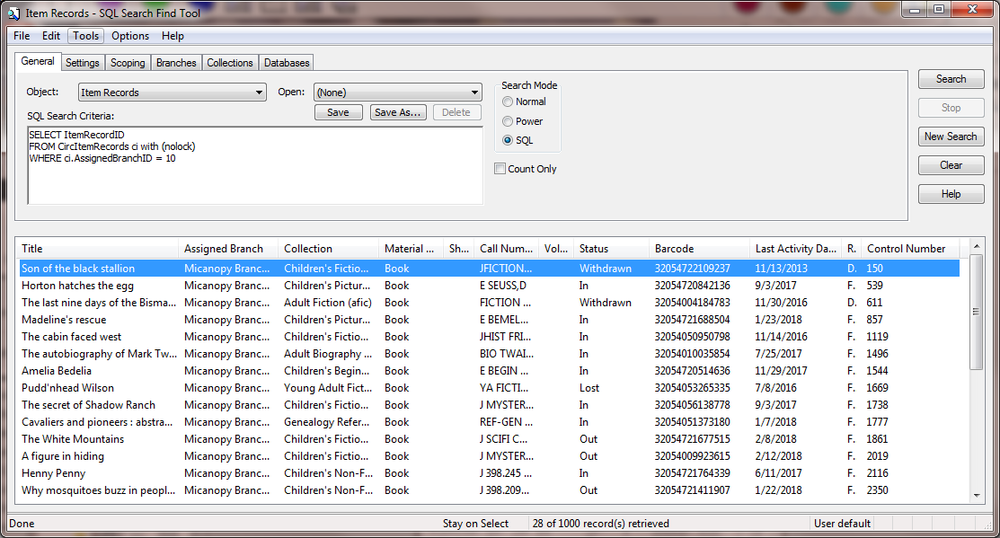 Item Records - SQL Search Find Tool
File Edit Tools Options Help
General Settings Scoping Branches Collections Databases
Object: Item Records Open: (None)
Save Save As... Delete
SQL Search Criteria:
SELECT ItemRecordID
FROM CircItemRecords ci with (nolock)
WHERE ci.AssignedBranchID = 10
Search Mode
Normal
Power
SQL
Count Only
Search
Stop
New Search
Clear
Help
Title Assigned Branch Collection Material ... Sh... Call Num... Vol... Status Barcode Last Activity Da... R. Control Number
Son of the black stallion Micanopy Branc... Children's Fictio... Book JFICTION... Withdrawn 32054722109237 11/13/2013 D. 150
Horton hatches the egg Micanopy Branc... Children's Pictur... Book E SEUSS,D In 32054720842136 9/3/2017 F. 539
The last nine days of the Bisma... Micanopy Branc... Adult Fiction (afic) Book FICTION ... Withdrawn 32054004184783 11/30/2016 D. 611
Madeline's rescue Micanopy Branc... Children's Pictur... Book E BEMEL... In 32054721688504 1/23/2018 F. 857
The cabin faced west Micanopy Branc... Children's Fictio... Book JHIST FRI... In 32054050950798 11/14/2016 F. 1119
The autobiography of Mark Tw... Micanopy Branc... Adult Biography ... Book BIO TWAI... In 32054010035854 7/25/2017 F. 1496
Amelia Bedelia Micanopy Branc... Children's Begin... Book E BEGIN ... In 32054720514636 11/29/2017 F. 1544
Pudd'nhead Wilson Micanopy Branc... Young Adult Fict... Book YA FICTI... Lost 32054053265335 7/8/2016 F. 1669
The secret of Shadow Ranch Micanopy Branc... Children's Fictio... Book J MYSTER... In 32054056138778 9/3/2017 F. 1738
Cavaliers and pioneers : abstra... Micanopy Branc... Genealogy Refer... Book REF-GEN ... In 32054051373180 1/7/2018 F. 1777
The White Mountains Micanopy Branc... Children's Fictio... Book J SCIFI C... Out 32054721677515 2/8/2018 F. 1861
A figure in hiding Micanopy Branc... Children's Fictio... Book J MYSTER... Out 32054009923615 2/12/2018 F. 2019
Henny Penny Micanopy Branc... Children's Non-F... Book J 398.245 ... In 32054721764339 6/11/2017 F. 2116
Why mosquitoes buzz in peopl... Micanopy Branc... Children's Non-F... Book J 398.209... Out 32054721411907 1/22/2018 F. 2350
Done Stay on Select 28 of 1000 record(s) retrieved User default